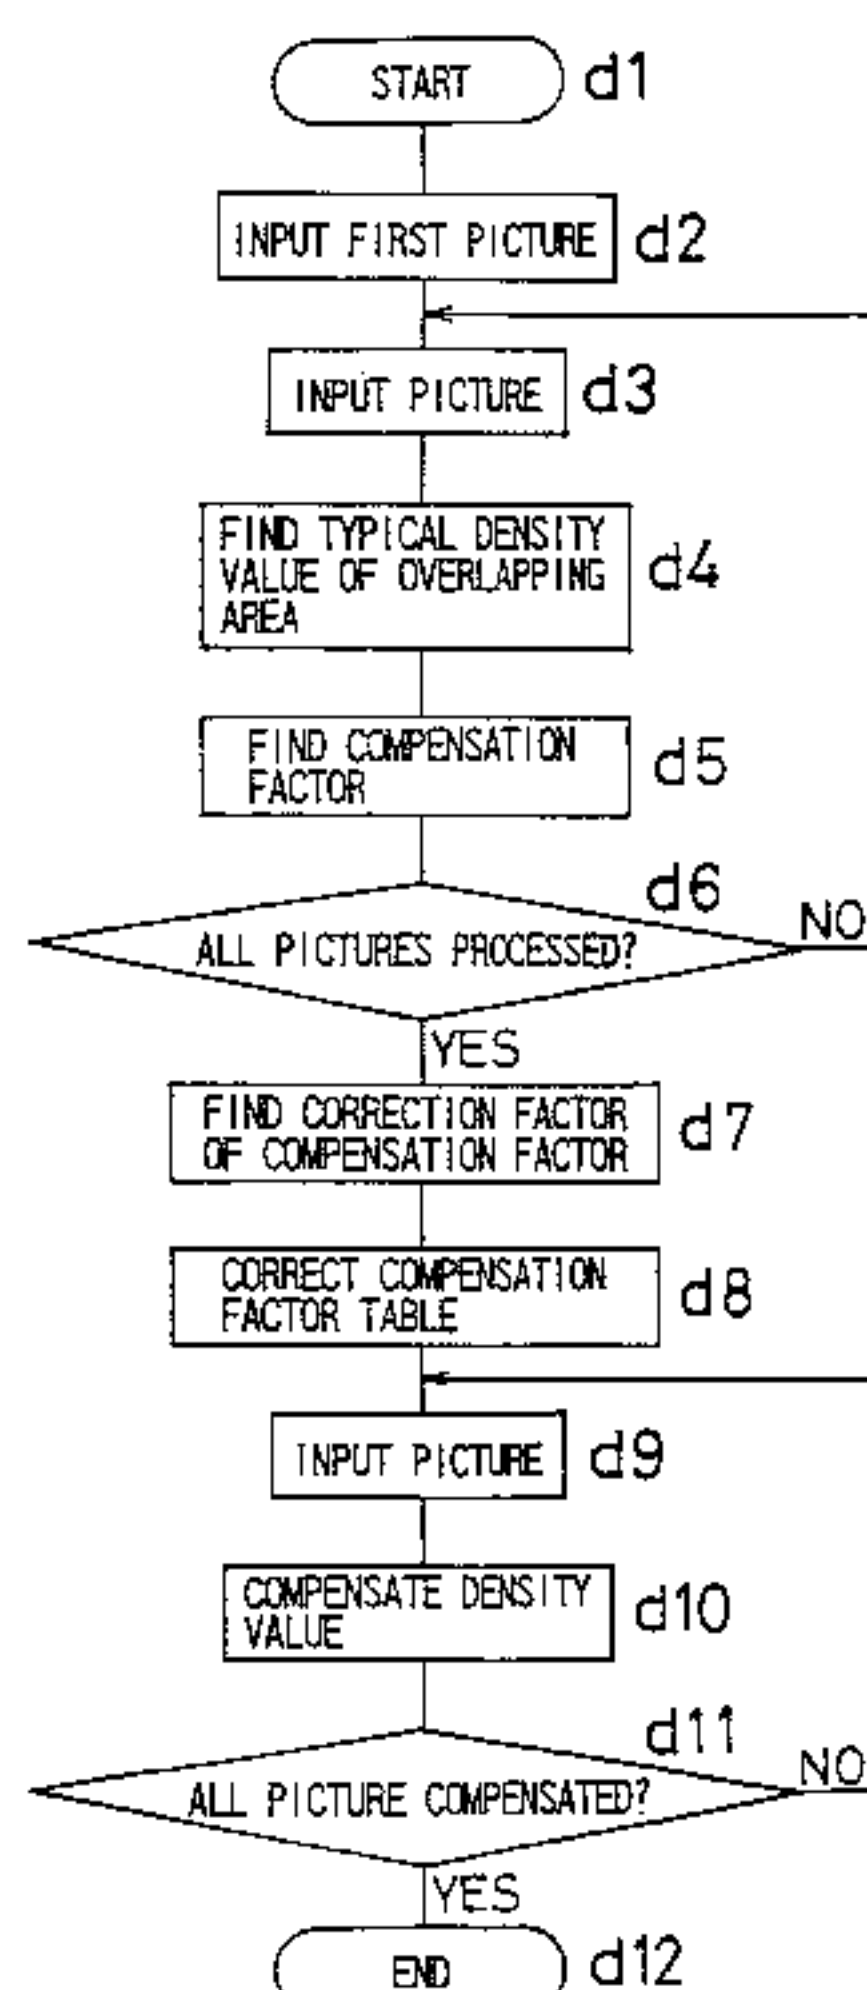 START d1
INPUT FIRST PICTURE d2
INPUT PICTURE d3
FIND TYPICAL DENSITY
VALUE OF OVERLAPPING d4
AREA
FIND COMPENSATION d5
FACTOR
d6
ALL PICTURES PROCESSED? NO
YES
FIND CORRECTION FACTOR d7
OF COMPENSATION FACTOR
CORRECT COMPENSATION d8
FACTOR TABLE
INPUT PICTURE d9
COMPENSATE DENSITY d10
VALUE
d11
ALL PICTURE COMPENSATED? NO
YES
END d12